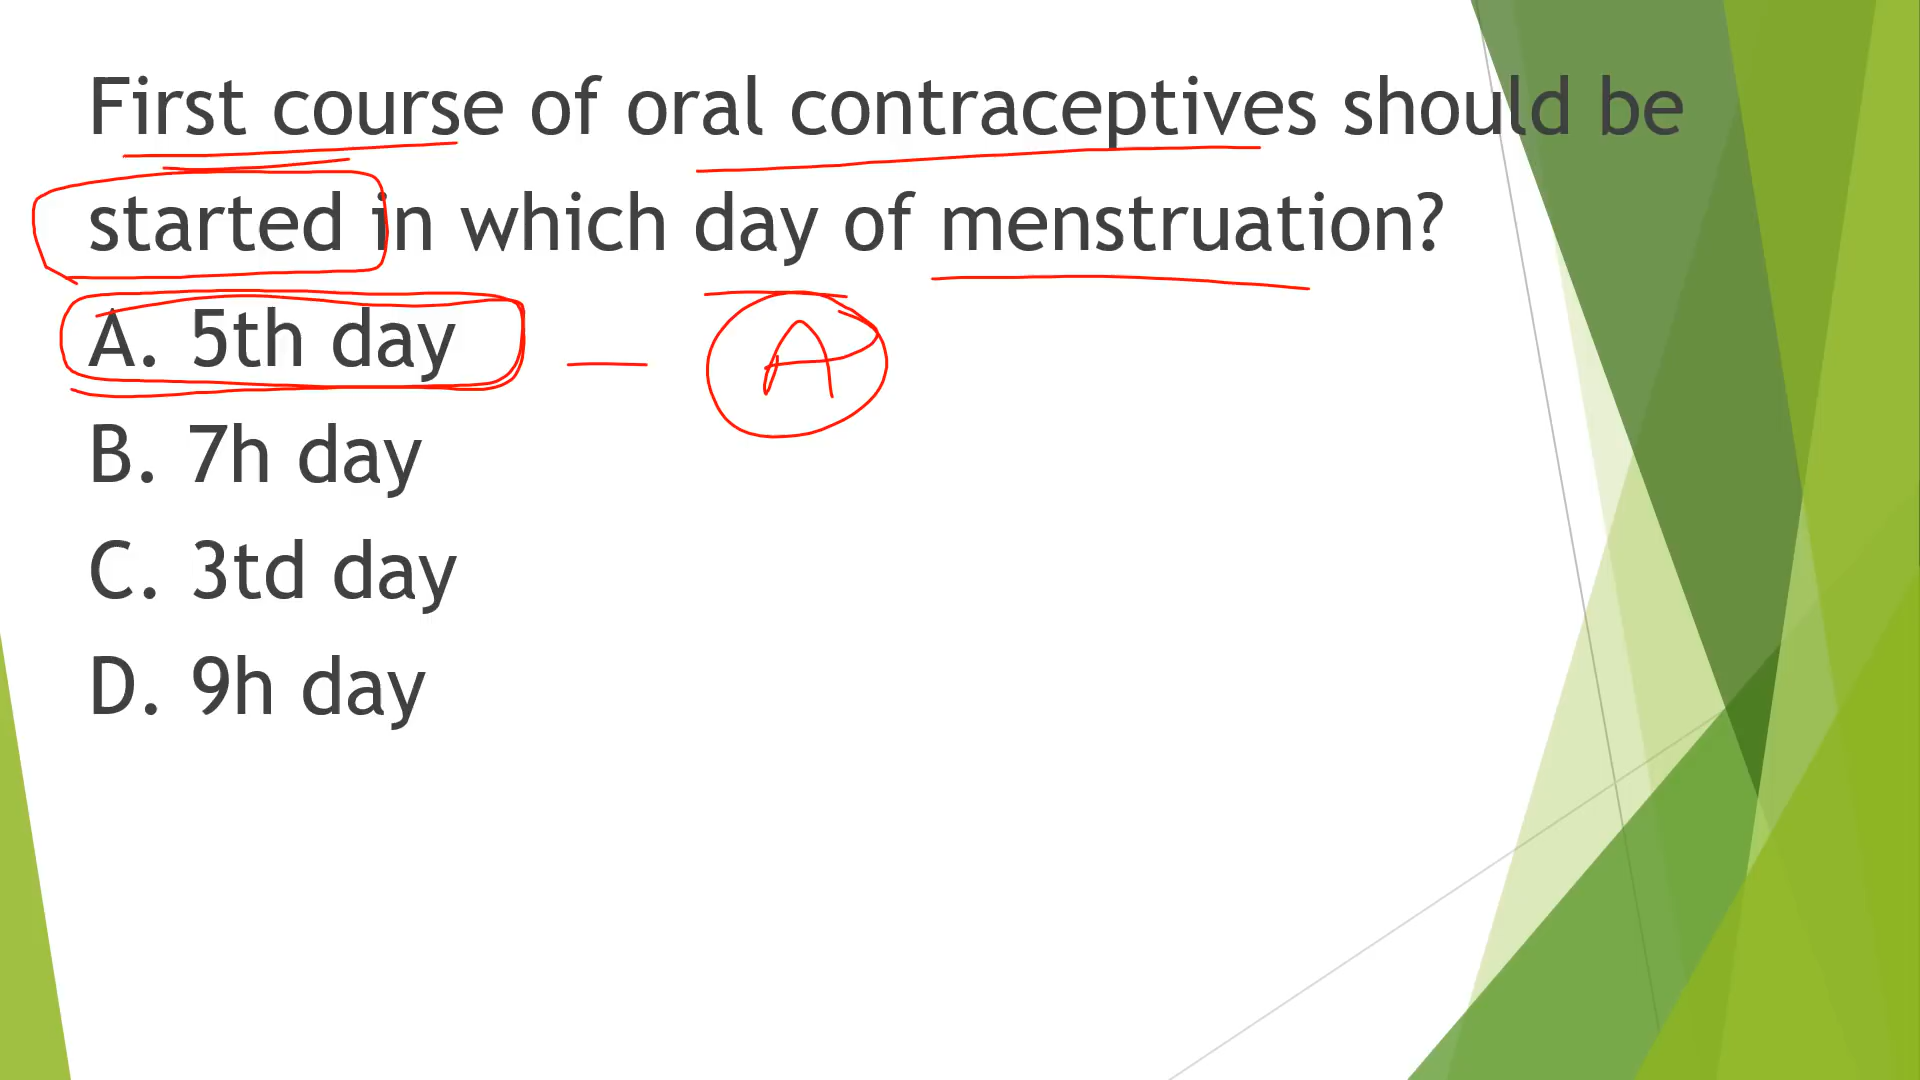 First course of oral contraceptives should be
started in which day of menstruation?
A. 5th day — A
B. 7h day
C. 3td day
D. 9h day